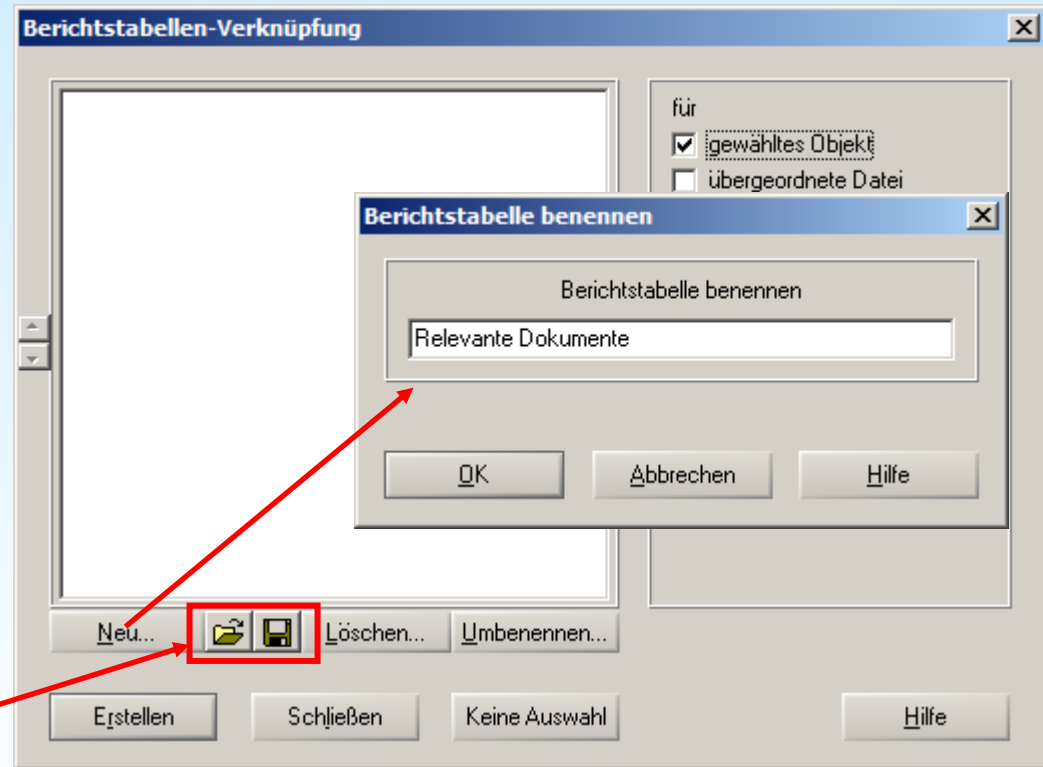 Berichtstabellen-Verknüpfung
für
gewähltes Objekt
übergeordnete Datei
Berichtstabelle benennen
Berichtstabelle benennen
Relevante Dokumente
OK
Abbrechen
Hilfe
Neu...
Löschen...
Umbenennen...
Erstellen
Schließen
Keine Auswahl
Hilfe